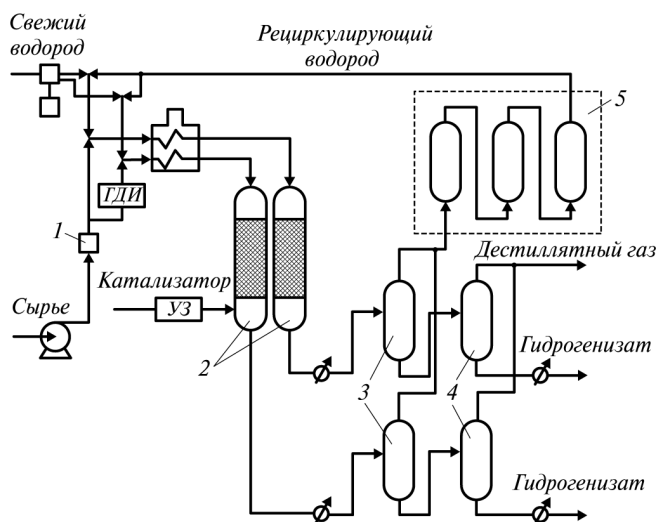 Свежий
водород
Рециркулирующий
водород
5
ГДИ
1
Дестиллятный газ
Катализатор
Сырье
УЗ
2
Гидрогенизат
3
4
Гидрогенизат